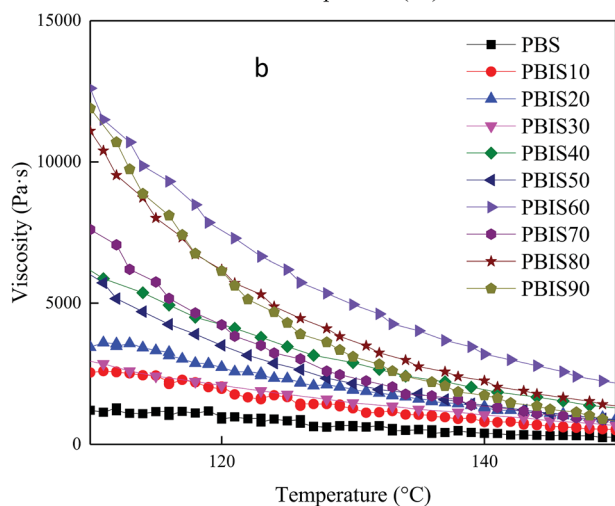 15000
10000
5000
0
Viscosity (Pa·s)
b
PBS
PBIS10
PBIS20
PBIS30
PBIS40
PBIS50
PBIS60
PBIS70
PBIS80
PBIS90
120
140
Temperature (°C)